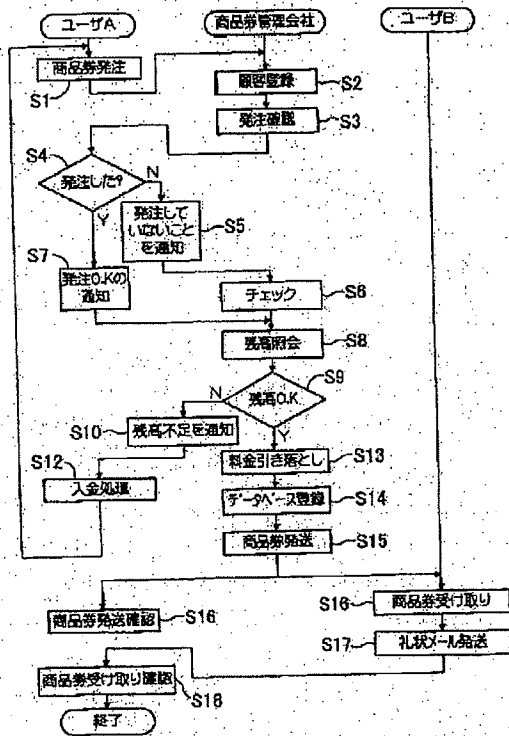 ユーザA
商品券管理会社
ユーザB
商品券発注
S1
顧客登録
S2
発注確認
S3
S4
発注した?
N
Y
発注して
いないこと
を通知
S5
S7
発注O.Kの
通知
チェック
S6
残高照会
S8
S9
残高O.K
N
Y
S10
残高不足を通知
S12
入金処理
料金引き落とし
S13
データベース登録
S14
商品券発送
S15
商品券発送確認
S16
S16
商品券受け取り
S17
礼状メール発送
商品券受け取り確認
S18
終了